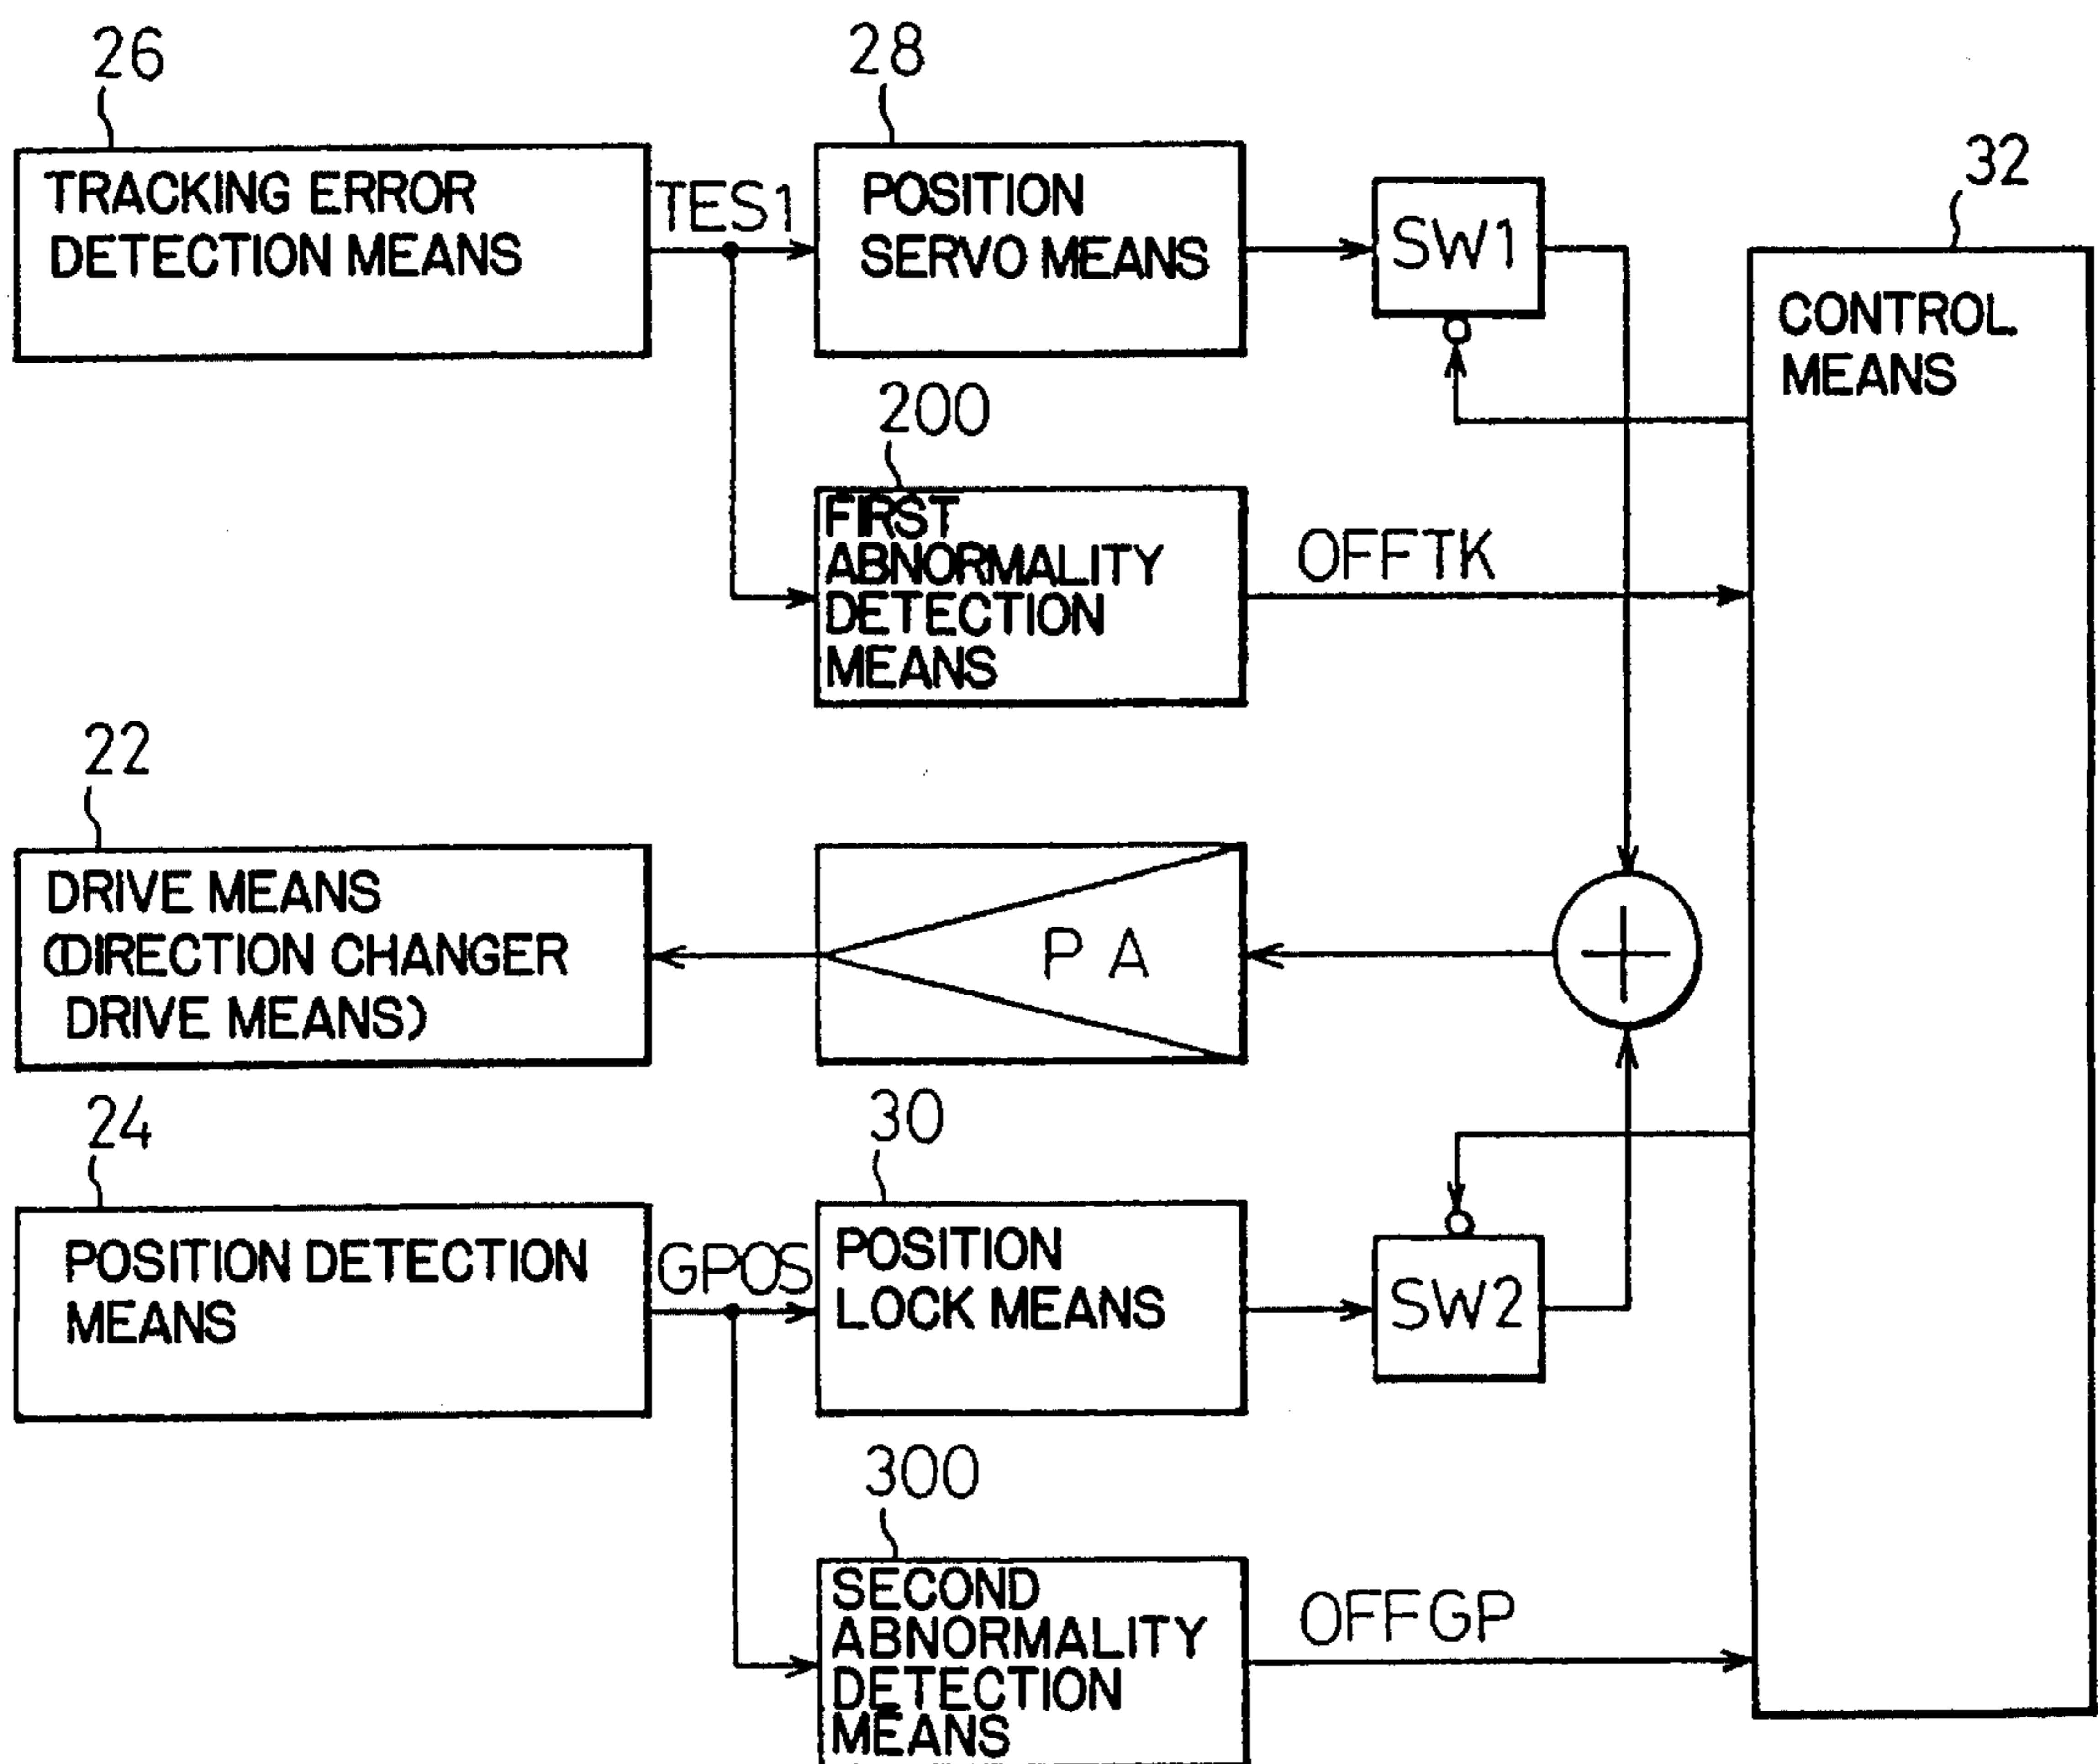 26
28
32
TRACKING ERROR
DETECTION MEANS
TES1
POSITION
SERVO MEANS
SW1
CONTROL
MEANS
200
FIRST
ABNORMALITY
DETECTION
MEANS
OFFTK
22
DRIVE MEANS
(DIRECTION CHANGER
DRIVE MEANS)
PA
+
24
30
POSITION DETECTION
MEANS
GPOS
POSITION
LOCK MEANS
SW2
300
SECOND
ABNORMALITY
DETECTION
MEANS
OFFGP